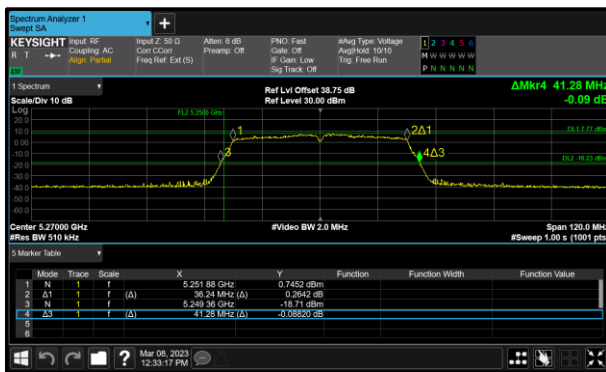 Spectrum Analyzer 1
Swept SA
+
KEYSIGHT Input: RF Input Z: 50 Ω Atten: 6 dB PNO: Fast #Avg Type: Voltage 1 2 3 4 5 6
R T Coupling: AC Corr CCorr Preamp: Off Gate: Off Avg|Hold: 10/10 M W W W W W
Align: Partial Freq Ref: Ext (S) IF Gain: Low Trig: Free Run
Sig Track: Off P N N N N N
1 Spectrum Ref Lvl Offset 38.75 dB ΔMkr4 41.28 MHz
Scale/Div 10 dB Ref Level 30.00 dBm -0.09 dB
Log
FL2 5.2500 GHz
20.0
10.0
0.00
-10.0
-20.0
-30.0
-40.0
-50.0
-60.0
1
2Δ1
3
4Δ3
DL1 7.77 dBm
DL2 -18.23 dBm
Center 5.27000 GHz #Video BW 2.0 MHz Span 120.0 MHz
#Res BW 510 kHz #Sweep 1.00 s (1001 pts)
5 Marker Table
Mode Trace Scale X Y Function Function Width Function Value
1 N 1 f 5.251 88 GHz 0.7452 dBm
2 Δ1 1 f (Δ) 36.24 MHz (Δ) 0.2642 dB
3 N 1 f 5.249 36 GHz -18.71 dBm
4 Δ3 1 f (Δ) 41.28 MHz (Δ) -0.08820 dB
5
6
? Mar 08, 2023
12:33:17 PM